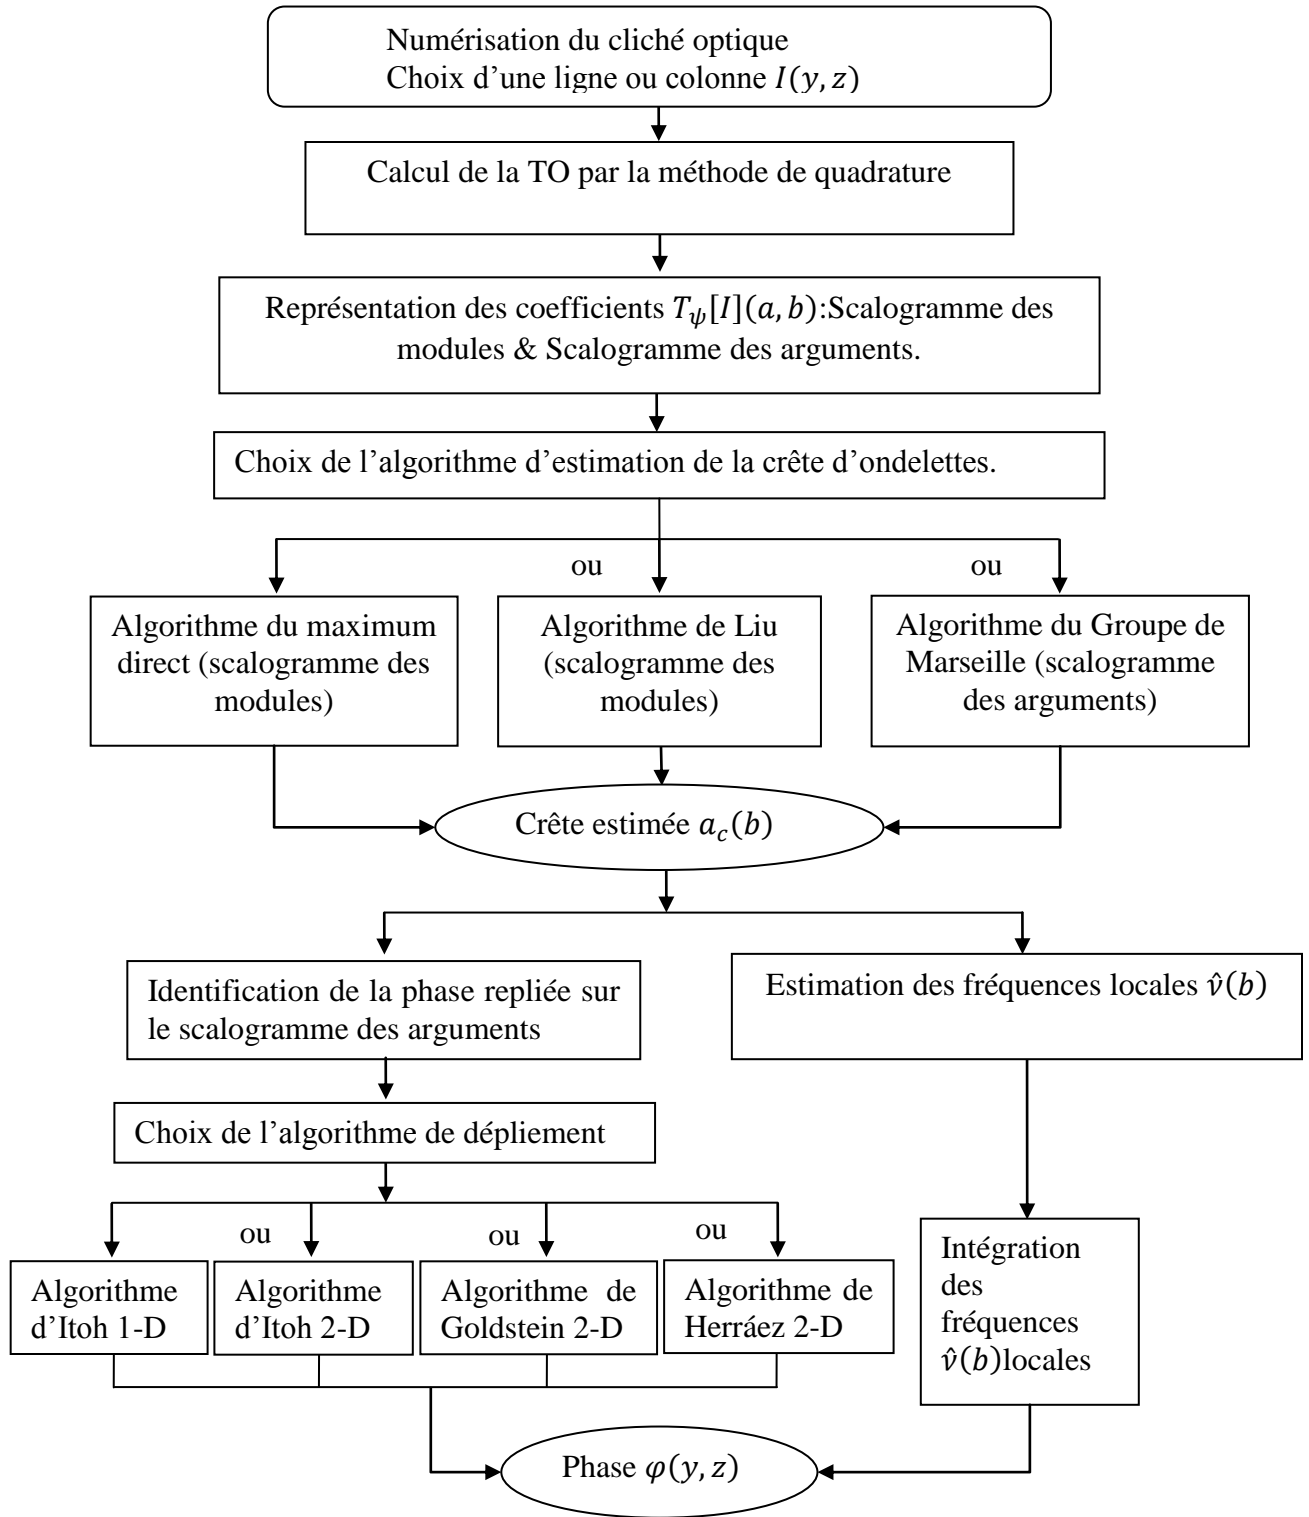 Numérisation du cliché optique
Choix d’une ligne ou colonne 𝐼(𝑦, 𝑧)
Calcul de la TO par la méthode de quadrature
Représentation des coefficients 𝑇𝜓[𝐼](𝑎, 𝑏):Scalogramme des
modules & Scalogramme des arguments.
Choix de l’algorithme d’estimation de la crête d’ondelettes.
ou
ou
Algorithme du maximum
direct (scalogramme des
modules)
Algorithme de Liu
(scalogramme des
modules)
Algorithme du Groupe de
Marseille (scalogramme
des arguments)
Crête estimée 𝑎𝑐(𝑏)
Identification de la phase repliée sur
le scalogramme des arguments
Estimation des fréquences locales 𝜈̂(𝑏)
Choix de l’algorithme de dépliement
ou
ou
ou
Algorithme
d’Itoh 1-D
Algorithme
d’Itoh 2-D
Algorithme de
Goldstein 2-D
Algorithme de
Herráez 2-D
Intégration
des
fréquences
𝜈̂(𝑏)locales
Phase 𝜑(𝑦, 𝑧)